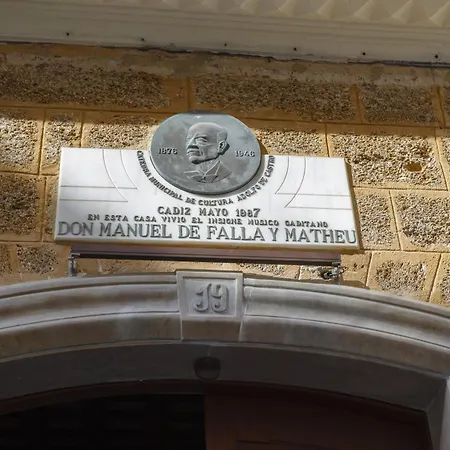 1876 1946
CATEDRA MUNICIPAL DE CULTURA ADOLFO DE CASTRO
CADIZ MAYO 1987
EN ESTA CASA VIVIO EL INSIGNE MUSICO GADITANO
DON MANUEL DE FALLA Y MATHEU
19